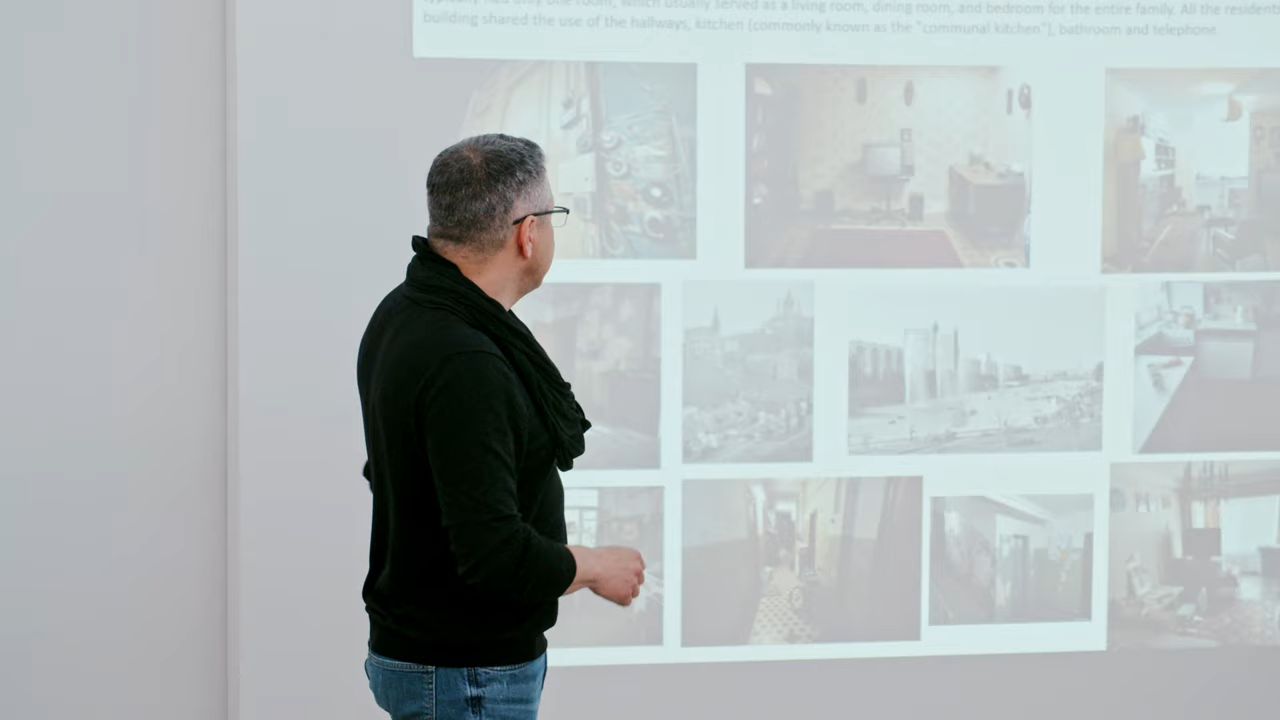 typically had only one room, which usually served as a living room, dining room, and bedroom for the entire family. All the residents
building shared the use of the hallways, kitchen (commonly known as the "communal kitchen"), bathroom and telephone.